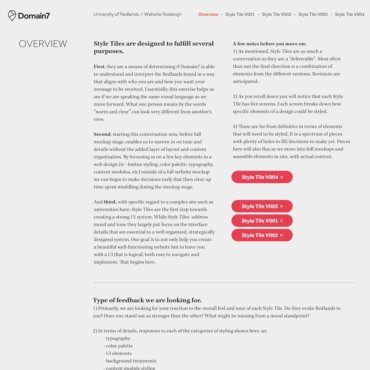 Domain7
University of Redlands / Website Redesign
Overview - Style Tile V001 - Style Tile V002 - Style Tile V003 - Style Tile V004
OVERVIEW
Style Tiles are designed to fulfill several
purposes.
First, they are a means of determining if Domain7 is able
to understand and interpret the Redlands brand in a way
that aligns with who you are and how you want your
message to be received. Essentially, this exercise helps us
see if we are speaking the same visual language as we
move forward. What one person means by the words
"warm and clear" can look very different from another's
view.
Second, starting this conversation now, before full
mockup stage, enables us to narrow in on tone and
details without the added layer of layout and content
organization. By focussing in on a few key elements in a
web design (ie - button styling, color palette, typography,
content modules, etc) outside of a full website mockup
we can begin to make decisions early that then clear up
time spent muddling during the mockup stage.
And third, with specific regard to a complex site such as
universities have, Style Tiles are the first step towards
creating a strong UI system. While Style Tiles address
mood and tone they largely put focus on the interface
details that are essential to a well organized, strategically
designed system. Our goal is to not only help you create
a beautiful well-functioning website but to leave you
with a UI that is logical, both easy to navigate and
implement. That begins here.
A few notes before you move on:
1) As mentioned, Style Tiles are as much a
conversation as they are a "deliverable". Most often
than not the final direction is a combination of
elements from the different versions. Revisions are
anticipated.
2) As you scroll down you will notice that each Style
Tile has five screens. Each screen breaks down how
specific elements of a design could be styled.
3) These are far from definitive in terms of elements
that will need to be styled. It is a spectrum of pieces
with plenty of holes to fill/decisions to make yet. Pieces
here will also flex as we move into full mockups and
assemble elements in situ, with actual content.
Style Tile V004 >
Style Tile V003 >
Style Tile V001 >
Style Tile V002 >
Type of feedback we are looking for.
1) Primarily, we are looking for your reaction to the overall feel and tone of each Style Tile. Do they evoke Redlands to
you? Does one stand out as stronger than the other? What might be missing from a mood standpoint?
2) In terms of details, responses to each of the categories of styling shown here, so:
- typography
- color palette
- UI elements
- background treatments
- content module styling